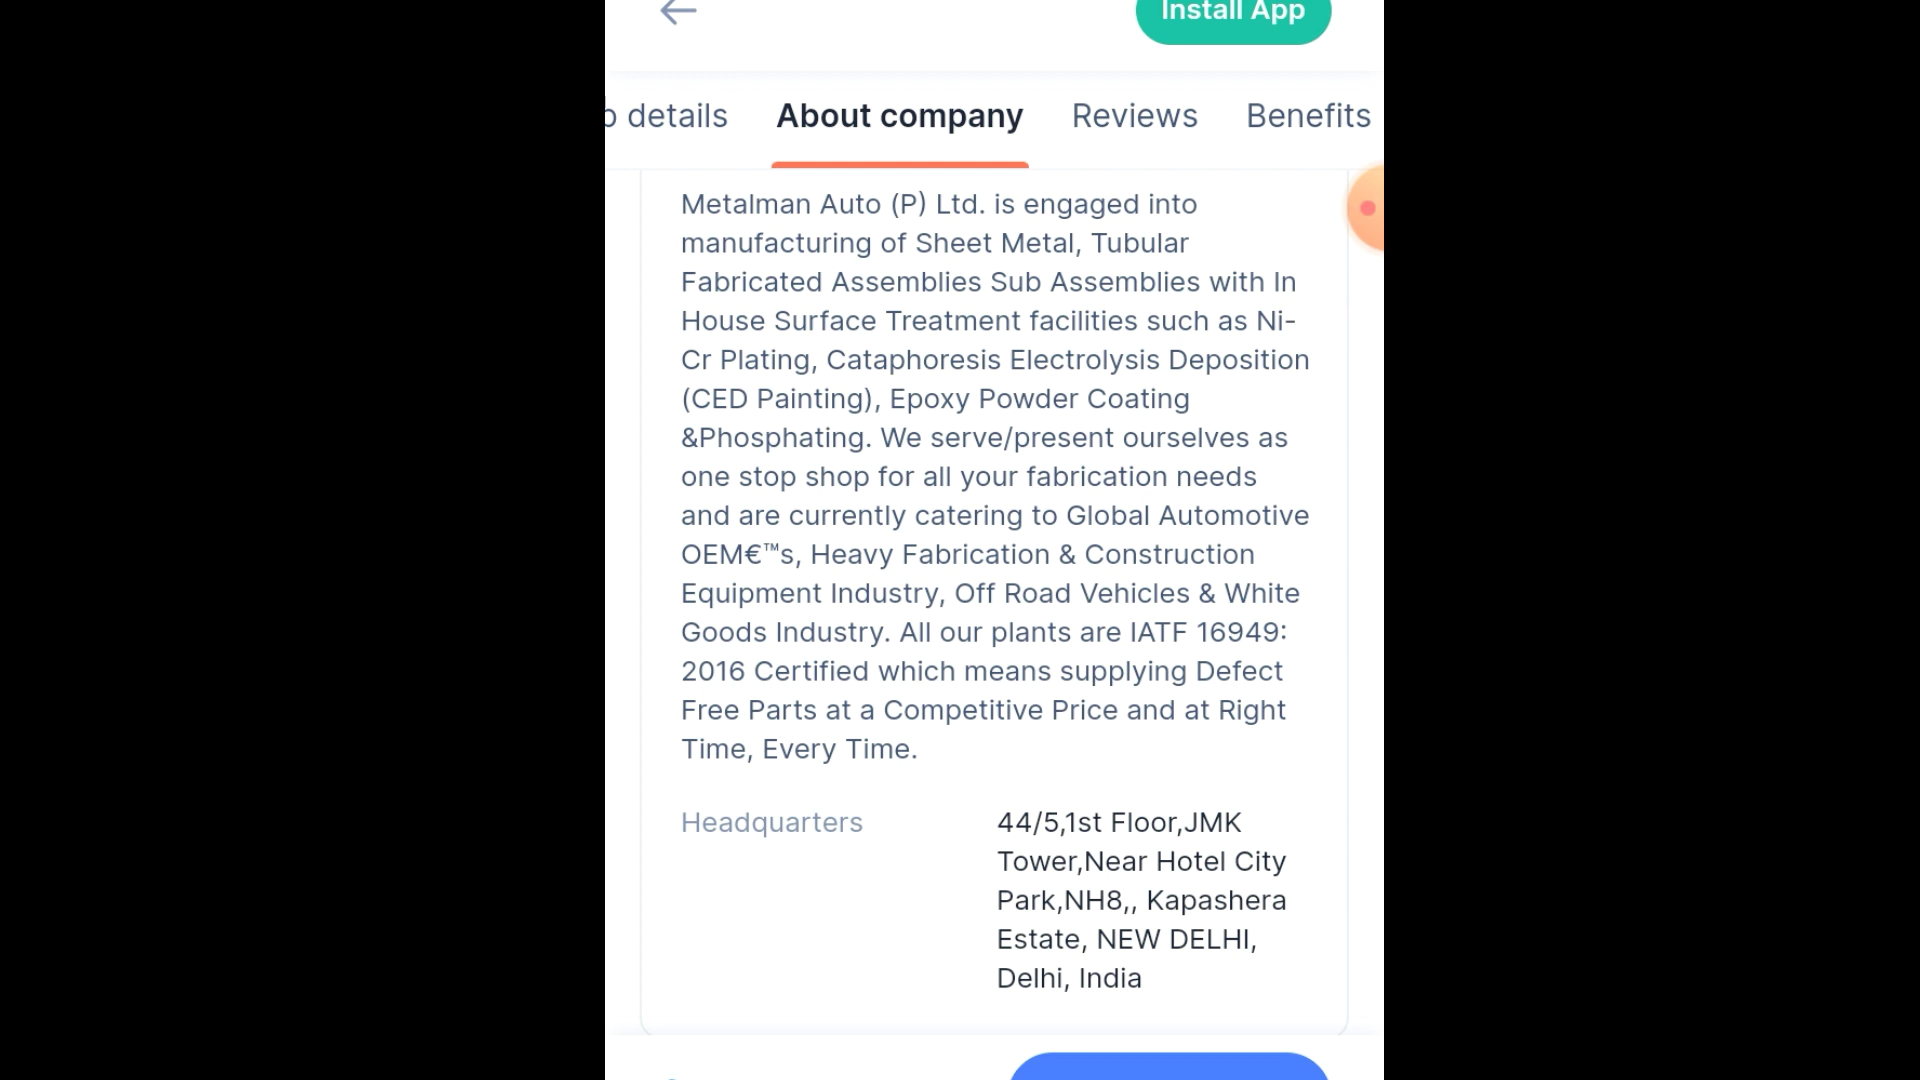 Install App
details
About company
Reviews
Benefits
Metalman Auto (P) Ltd. is engaged into
manufacturing of Sheet Metal, Tubular
Fabricated Assemblies Sub Assemblies with In
House Surface Treatment facilities such as Ni-
Cr Plating, Cataphoresis Electrolysis Deposition
(CED Painting), Epoxy Powder Coating
&Phosphating. We serve/present ourselves as
one stop shop for all your fabrication needs
and are currently catering to Global Automotive
OEM€™s, Heavy Fabrication & Construction
Equipment Industry, Off Road Vehicles & White
Goods Industry. All our plants are IATF 16949:
2016 Certified which means supplying Defect
Free Parts at a Competitive Price and at Right
Time, Every Time.
Headquarters
44/5,1st Floor,JMK
Tower,Near Hotel City
Park,NH8,, Kapashera
Estate, NEW DELHI,
Delhi, India